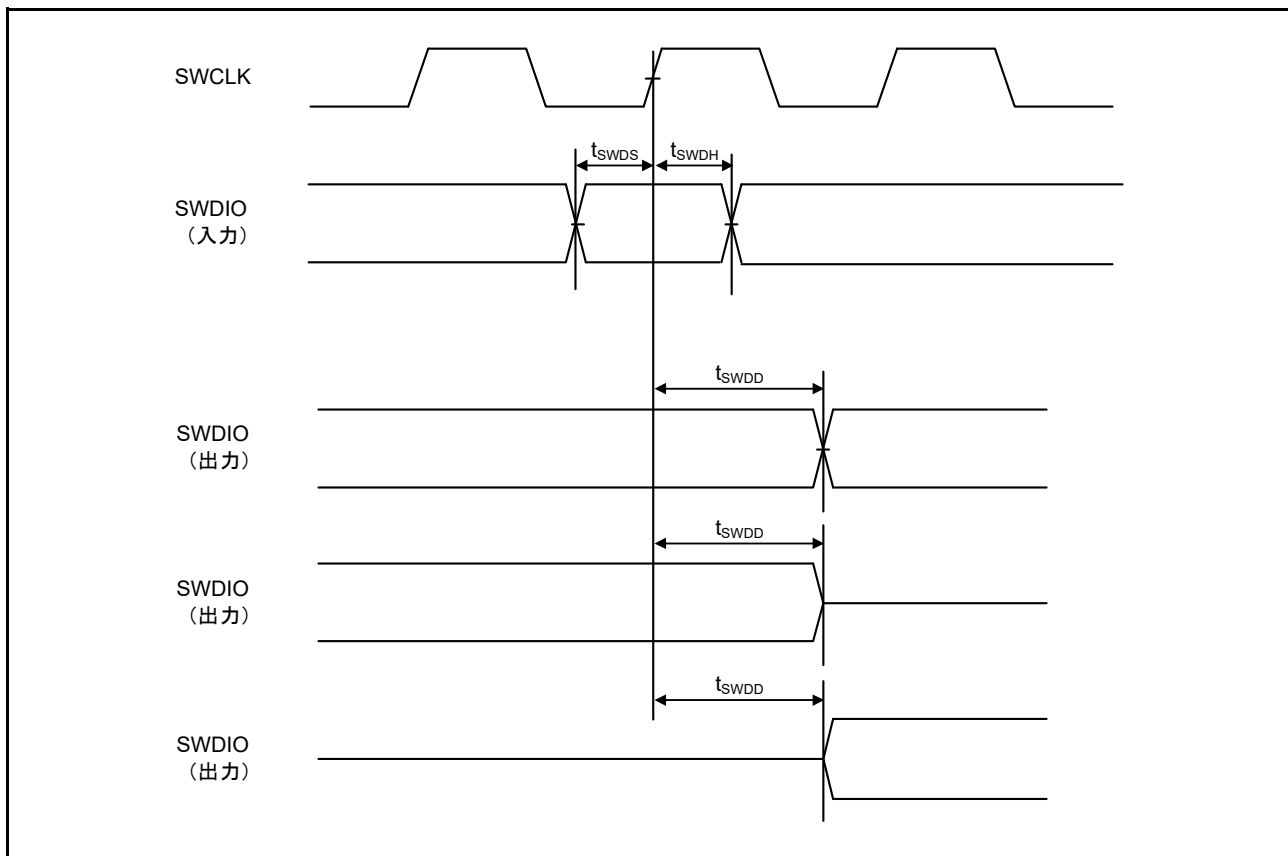 SWCLK
tSWDS
tSWDH
SWDIO
（入力）
tSWDD
SWDIO
（出力）
tSWDD
SWDIO
（出力）
tSWDD
SWDIO
（出力）